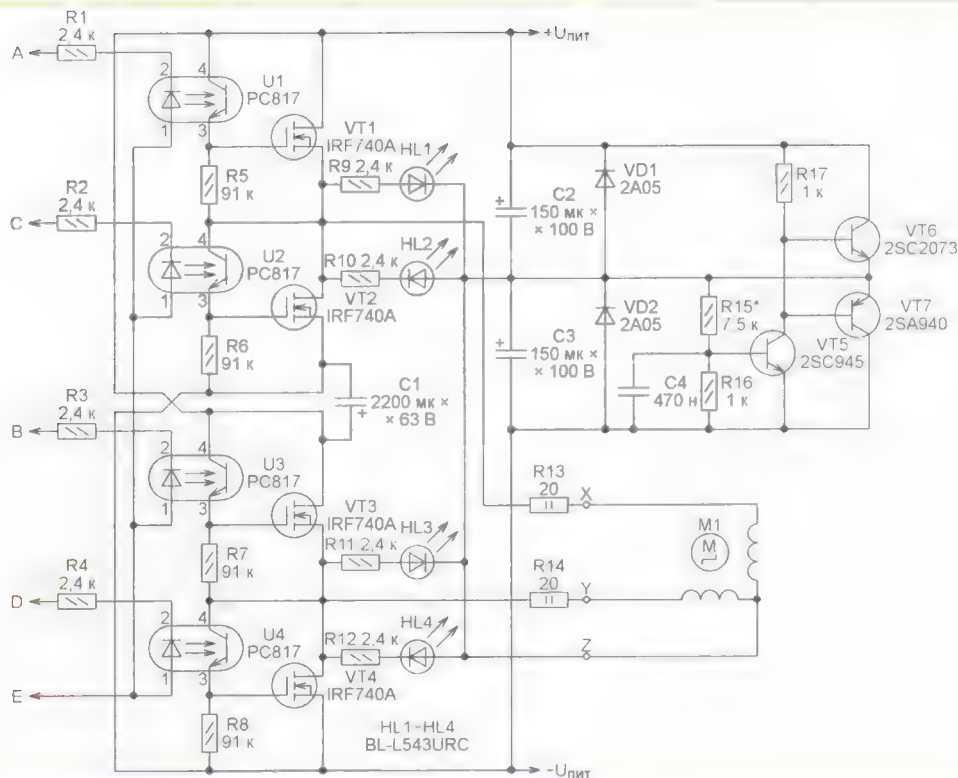 R1
2,4 к
A
+Uпит
2
4
U1
PC817
1
3
VT1
IRF740A
R5
91 к
R9 2,4 к
HL1
R2
2,4 к
C
2
4
U2
PC817
1
3
R10 2,4 к
HL2
VT2
IRF740A
R6
91 к
C2
150 мк ×
× 100 В
VD1
2A05
R17
1 к
VT6
2SC2073
VD2
2A05
R15*
7,5 к
VT7
2SA940
C3
150 мк ×
× 100 В
VT5
2SC945
C4
470 н
R16
1 к
C1
2200 мк ×
× 63 В
R3
2,4 к
B
2
4
U3
PC817
1
3
VT3
IRF740A
R7
91 к
R11 2,4 к
HL3
R13
20
X
M1
M
R14
20
Y
Z
R4
2,4 к
D
2
4
U4
PC817
1
3
R12 2,4 к
HL4
VT4
IRF740A
E
R8
91 к
HL1-HL4
BL-L543URC
-Uпит